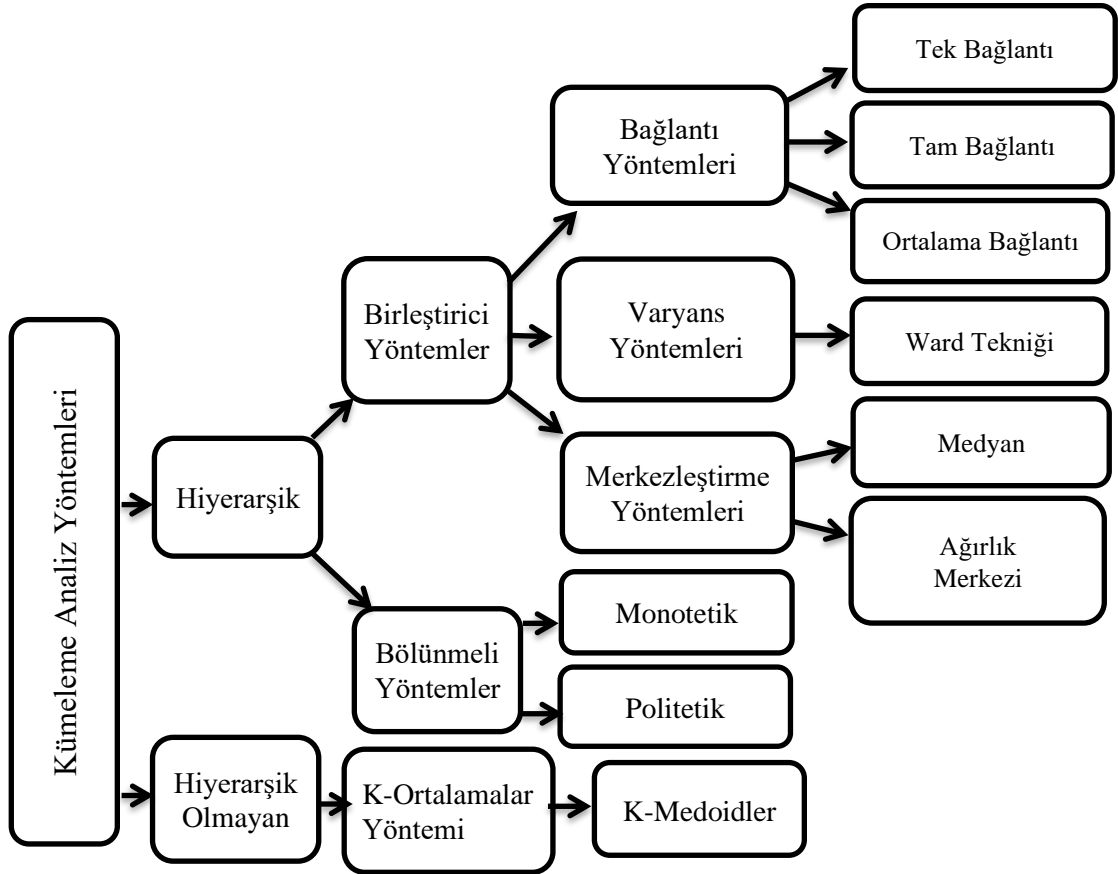 Kümeleme Analiz Yöntemleri
Hiyerarşik
Birleştirici
Yöntemler
Bağlantı
Yöntemleri
Tek Bağlantı
Tam Bağlantı
Ortalama Bağlantı
Varyans
Yöntemleri
Ward Tekniği
Merkezleştirme
Yöntemleri
Medyan
Ağırlık
Merkezi
Bölünmeli
Yöntemler
Monotetik
Politetik
Hiyerarşik
Olmayan
K-Ortalamalar
Yöntemi
K-Medoidler